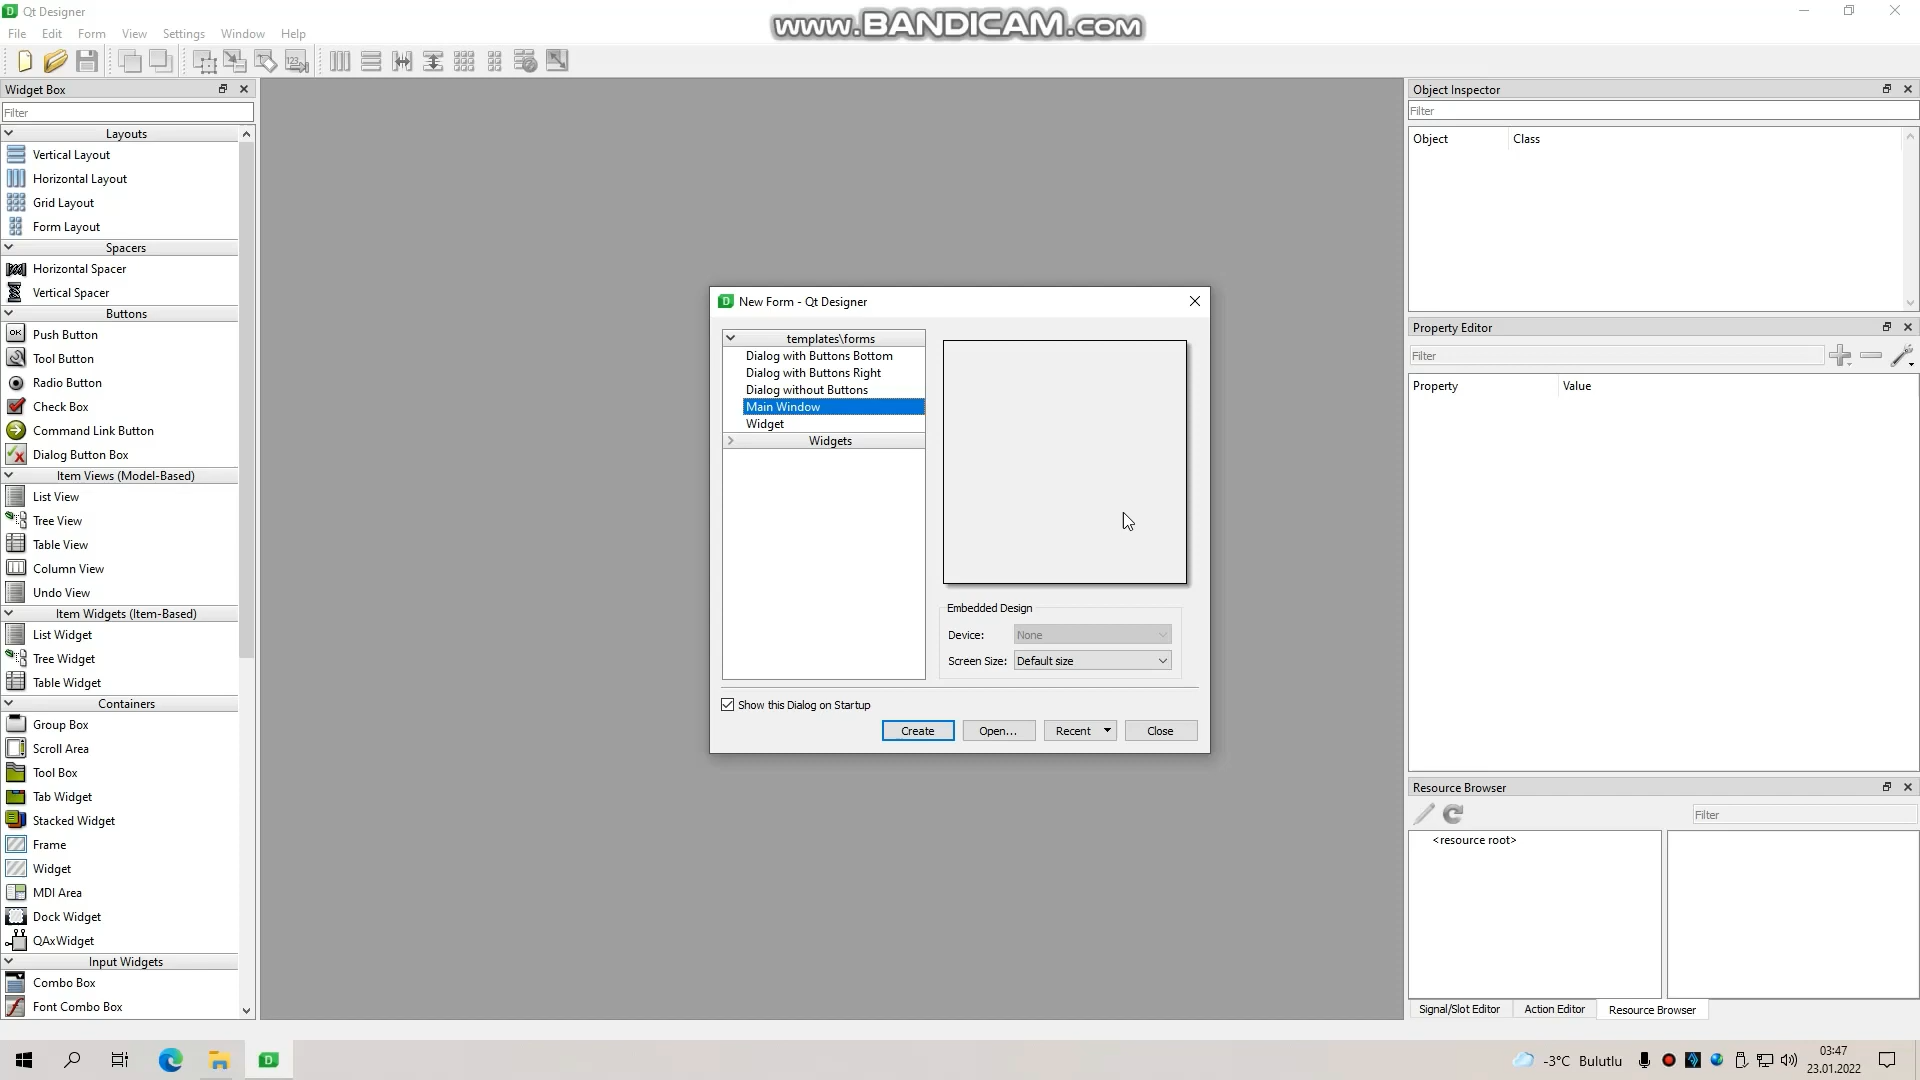 Qt Designer
www.BANDICAM.com
File Edit Form View Settings Window Help
Widget Box
Filter
Layouts
Vertical Layout
Horizontal Layout
Grid Layout
Form Layout
Spacers
Horizontal Spacer
Vertical Spacer
Buttons
OK Push Button
Tool Button
Radio Button
Check Box
Command Link Button
Dialog Button Box
Item Views (Model-Based)
List View
Tree View
Table View
Column View
Undo View
Item Widgets (Item-Based)
List Widget
Tree Widget
Table Widget
Containers
Group Box
Scroll Area
Tool Box
Tab Widget
Stacked Widget
Frame
Widget
MDI Area
Dock Widget
QAxWidget
Input Widgets
Combo Box
Font Combo Box
New Form - Qt Designer
templates\forms
Dialog with Buttons Bottom
Dialog with Buttons Right
Dialog without Buttons
Main Window
Widget
Widgets
Embedded Design
Device: None
Screen Size: Default size
Show this Dialog on Startup
Create Open... Recent Close
Object Inspector
Filter
Object Class
Property Editor
Filter
Property Value
Resource Browser
Filter
<resource root>
Signal/Slot Editor Action Editor Resource Browser
-3°C Bulutlu
03:47
23.01.2022